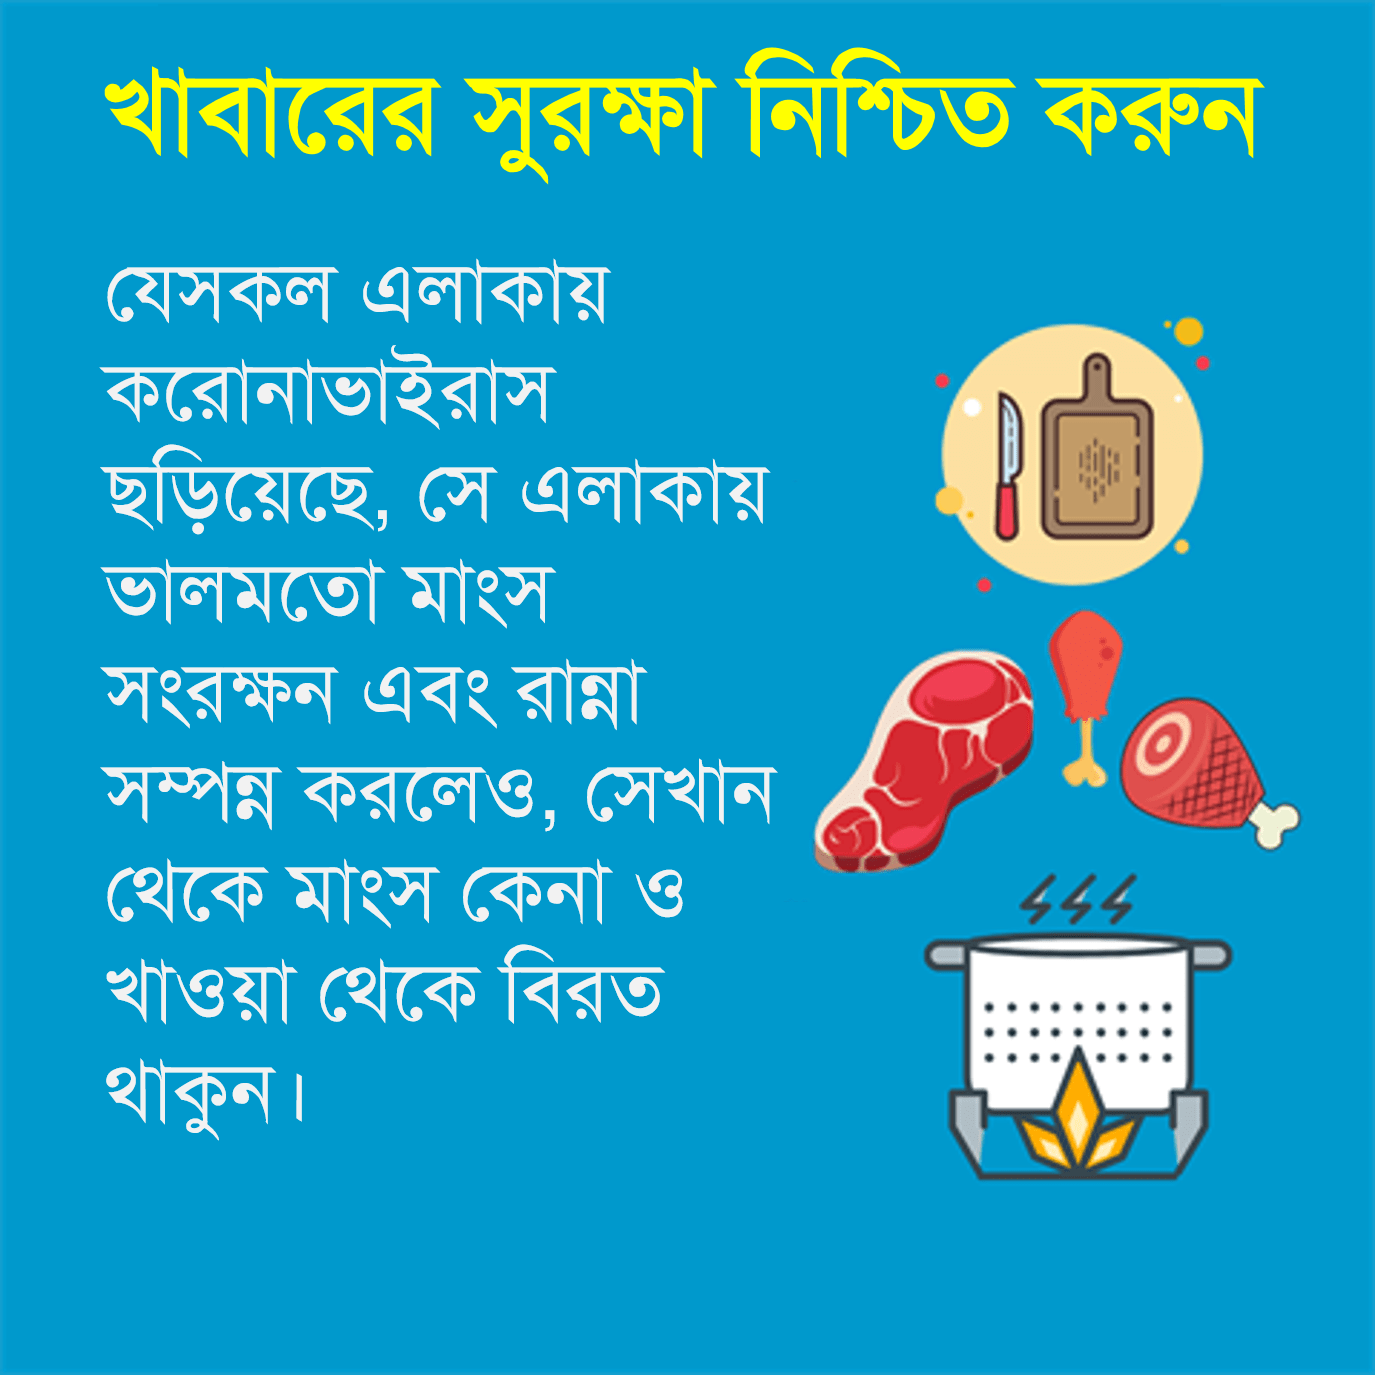 খাবারের সুরক্ষা নিশ্চিত করুন
যেসকল এলাকায়
করোনাভাইরাস
ছড়িয়েছে, সে এলাকায়
ভালমতো মাংস
সংরক্ষন এবং রান্না
সম্পন্ন করলেও, সেখান
থেকে মাংস কেনা ও
খাওয়া থেকে বিরত
থাকুন।